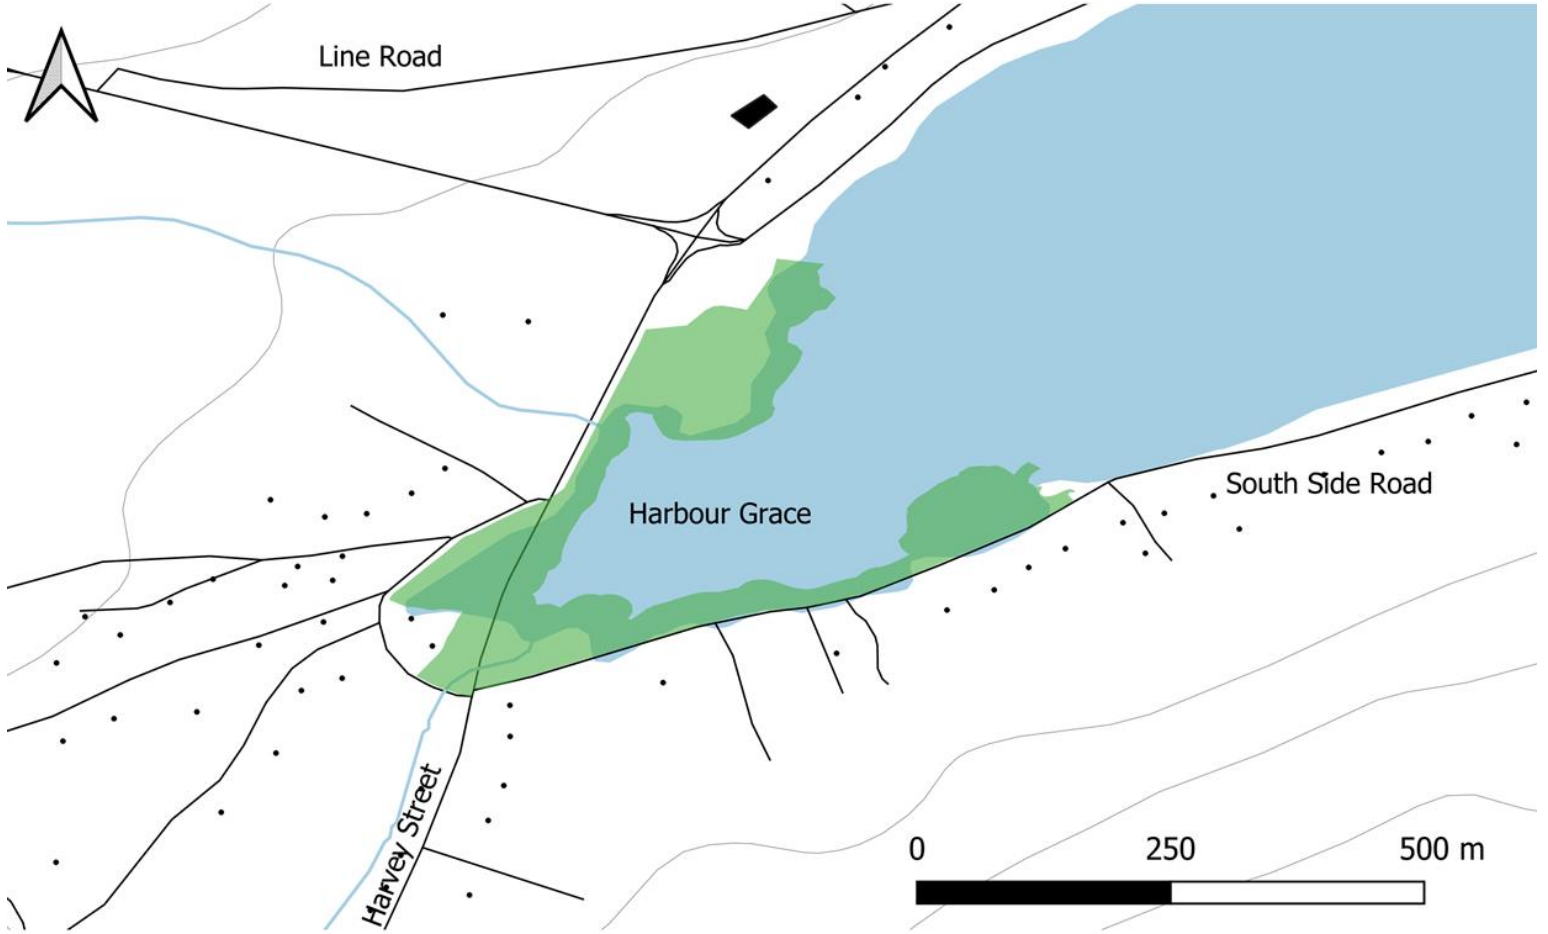 Line Road
Harbour Grace
South Side Road
Harvey Street
0 250 500 m